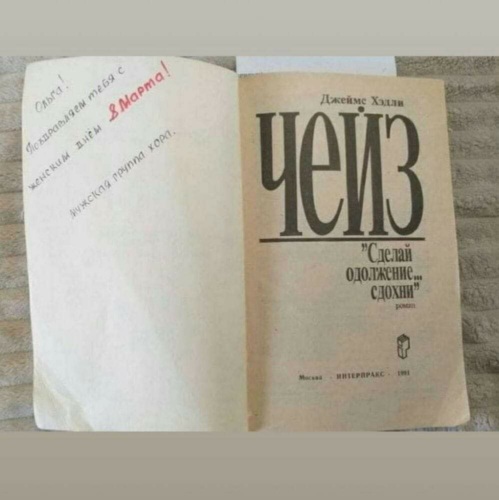 Ольга!
Поздравляем тебя с
женским днём 8 Марта!
Мужская группа хора.
Джеймс Хэдли
ЧЕЙЗ
"Сделай
одолжение...
сдохни"
роман
Москва · ИНТЕРПРАКС · 1991